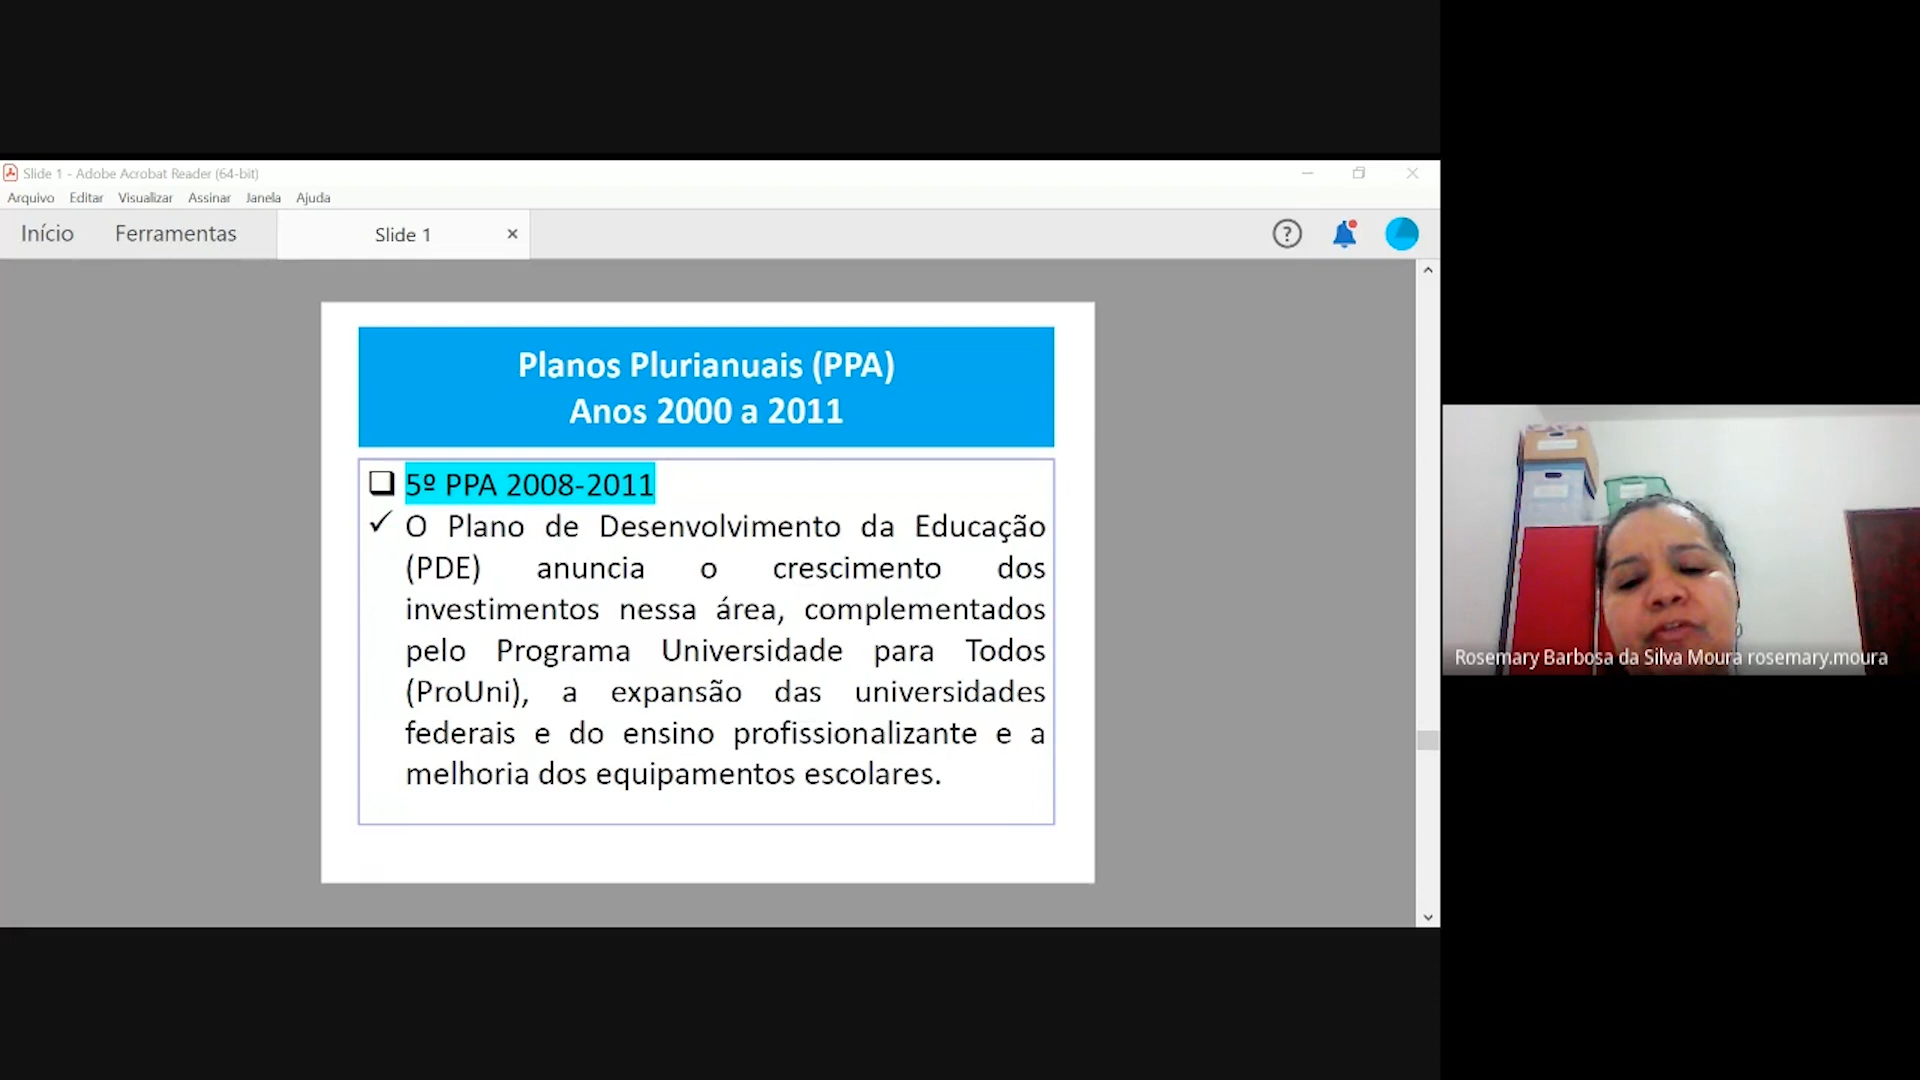 Slide 1 - Adobe Acrobat Reader (64-bit)
Arquivo Editar Visualizar Assinar Janela Ajuda
Início Ferramentas Slide 1
Planos Plurianuais (PPA)
Anos 2000 a 2011
5º PPA 2008-2011
O Plano de Desenvolvimento da Educação
(PDE) anuncia o crescimento dos
investimentos nessa área, complementados
pelo Programa Universidade para Todos
(ProUni), a expansão das universidades
federais e do ensino profissionalizante e a
melhoria dos equipamentos escolares.
Rosemary Barbosa da Silva Moura rosemary.moura